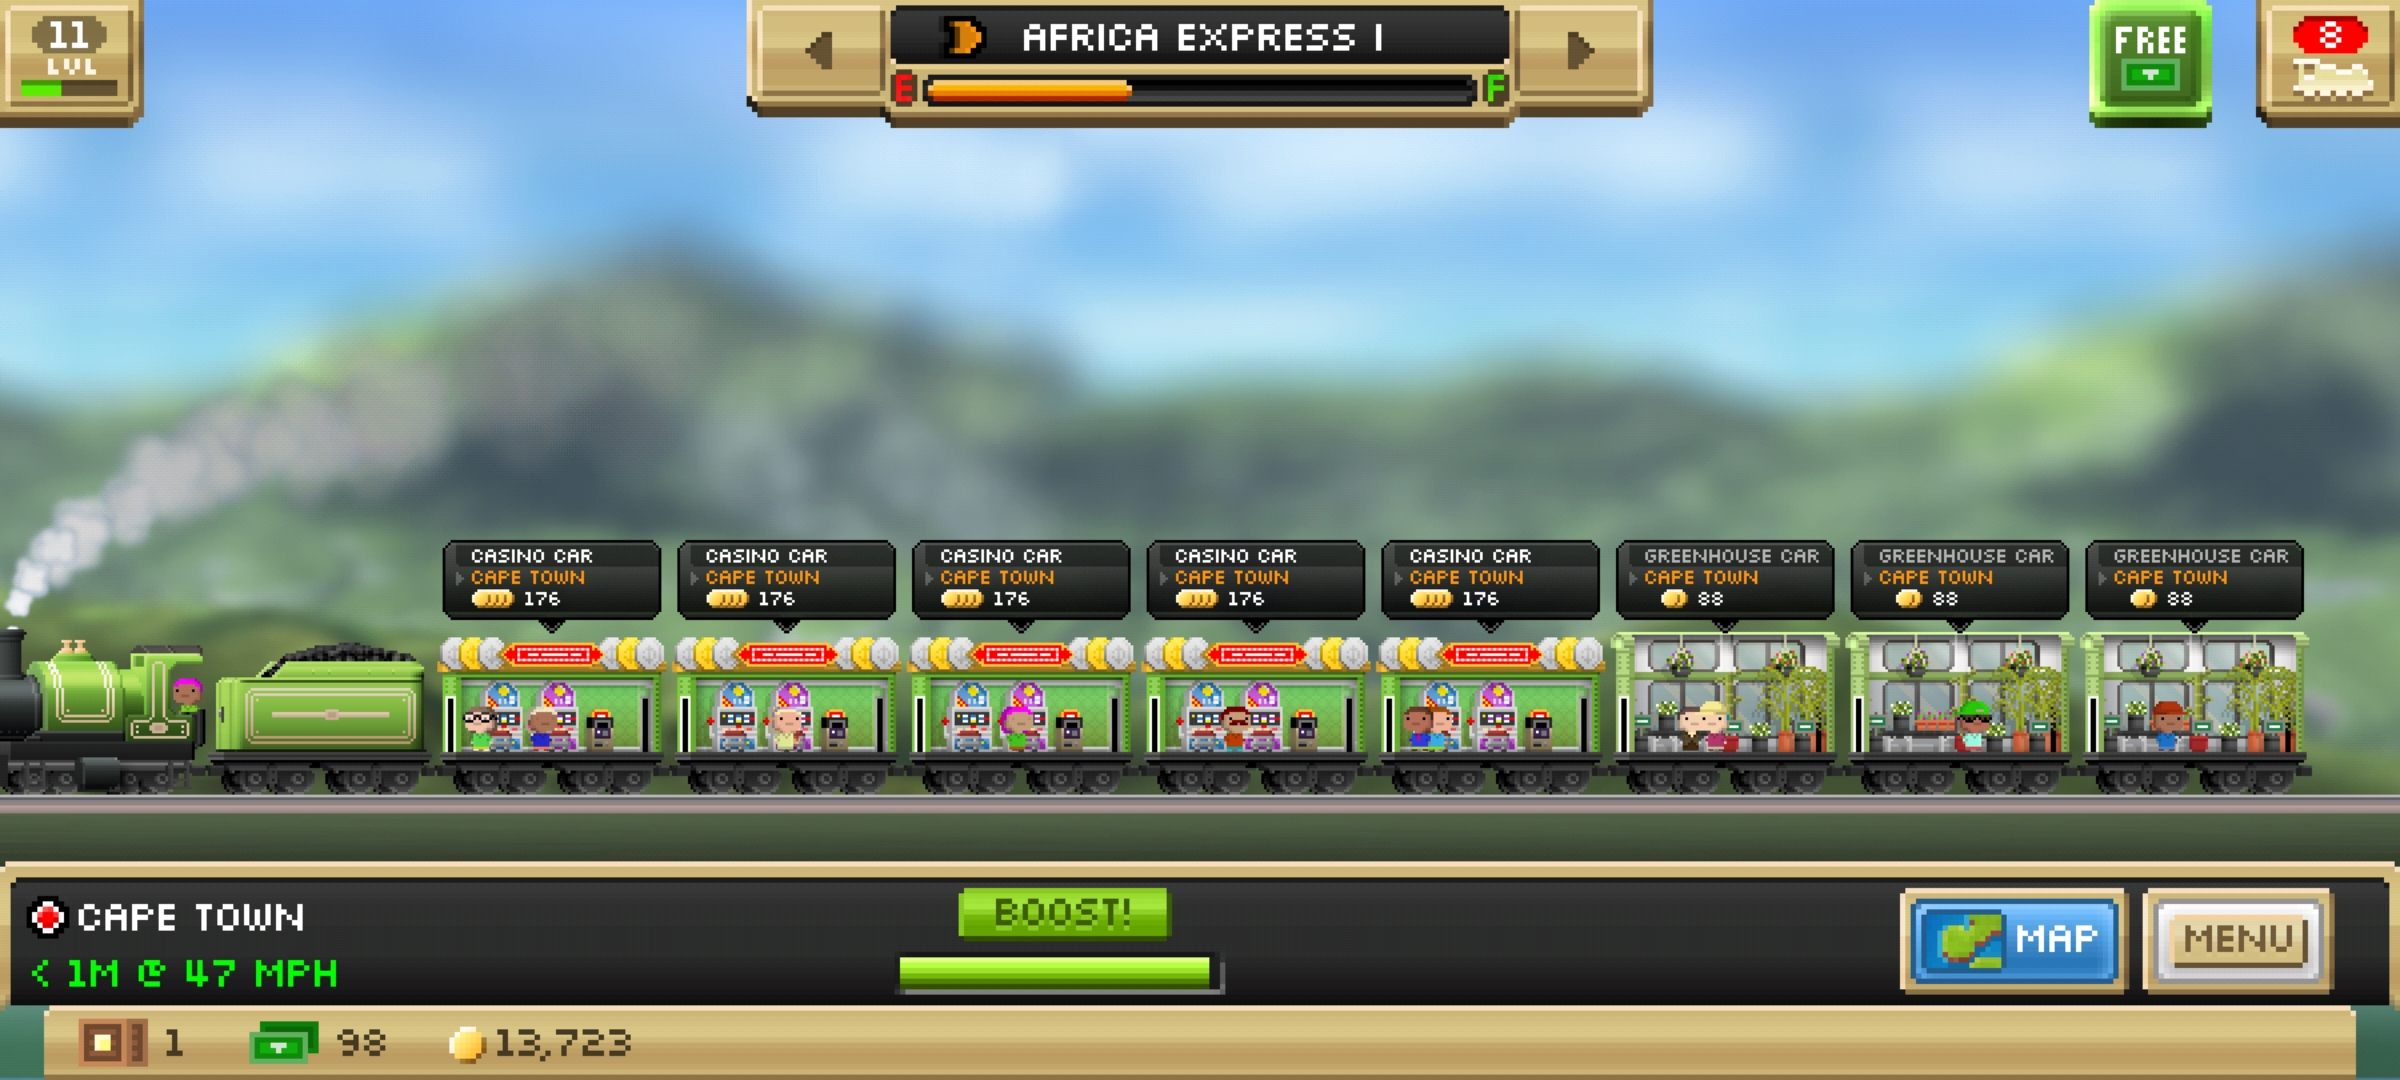 11
LVL
AFRICA EXPRESS I
E
F
FREE
8
CASINO CAR
CAPE TOWN
176
CASINO CAR
CAPE TOWN
176
CASINO CAR
CAPE TOWN
176
CASINO CAR
CAPE TOWN
176
CASINO CAR
CAPE TOWN
176
GREENHOUSE CAR
CAPE TOWN
88
GREENHOUSE CAR
CAPE TOWN
88
GREENHOUSE CAR
CAPE TOWN
88
CAPE TOWN
< 1M @ 47 MPH
BOOST!
MAP
MENU
1
98
13,723